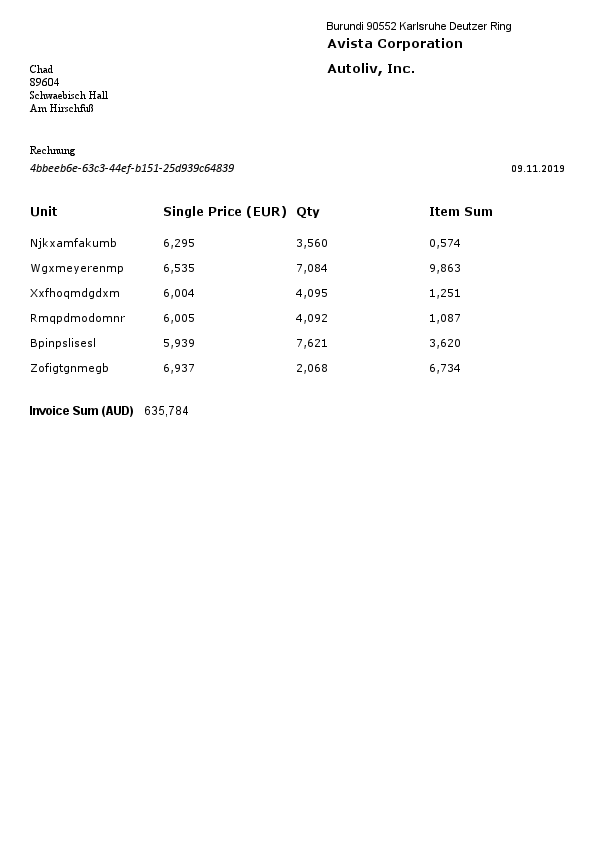 Burundi 90552 Karlsruhe Deutzer Ring
Avista Corporation
Autoliv, Inc.
Chad
89604
Schwaebisch Hall
Am Hirschfuß
Rechnung
4bbeeb6e-63c3-44ef-b151-25d939c64839 09.11.2019
Unit Single Price (EUR) Qty Item Sum
Njkxamfakumb 6,295 3,560 0,574
Wgxmeyerenmp 6,535 7,084 9,863
Xxfhoqmdgdxm 6,004 4,095 1,251
Rmqpdmodomnr 6,005 4,092 1,087
Bpinpslisesl 5,939 7,621 3,620
Zofigtgnmegb 6,937 2,068 6,734
Invoice Sum (AUD) 635,784